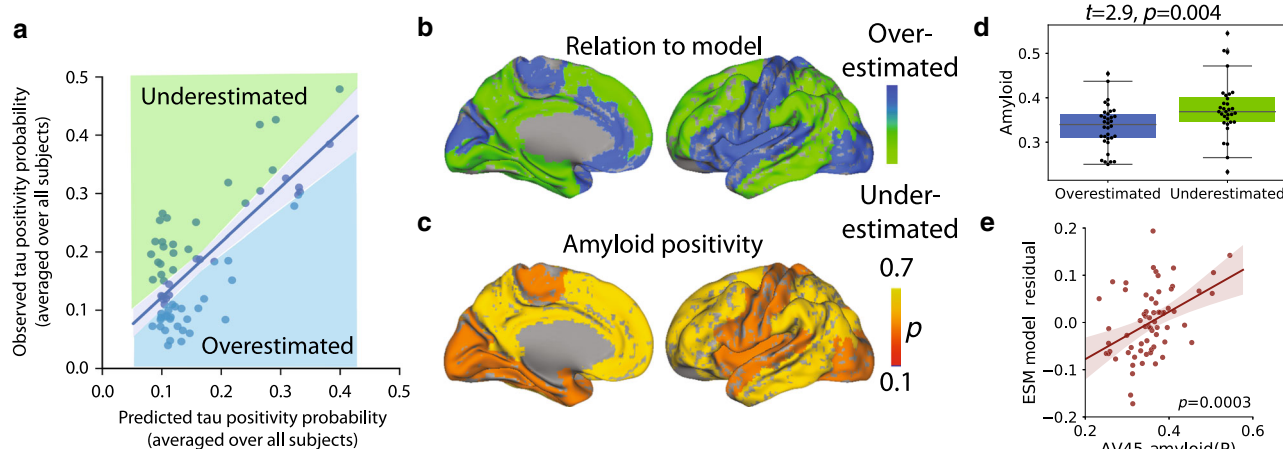 a
Observed tau positivity probability
(averaged over all subjects)
0.5
0.4
0.3
0.2
0.1
0.0
Underestimated
Overestimated
0.0 0.1 0.2 0.3 0.4 0.5
Predicted tau positivity probability
(averaged over all subjects)
b
Relation to model
Over-
estimated
Under-
estimated
c
Amyloid positivity
0.7
p
0.1
d
t=2.9, p=0.004
Amyloid
0.5
0.4
0.3
Overestimated Underestimated
e
ESM model residual
0.2
0.1
0.0
−0.1
−0.2
p=0.0003
0.2 0.4 0.6
AV45 amyloid(P)